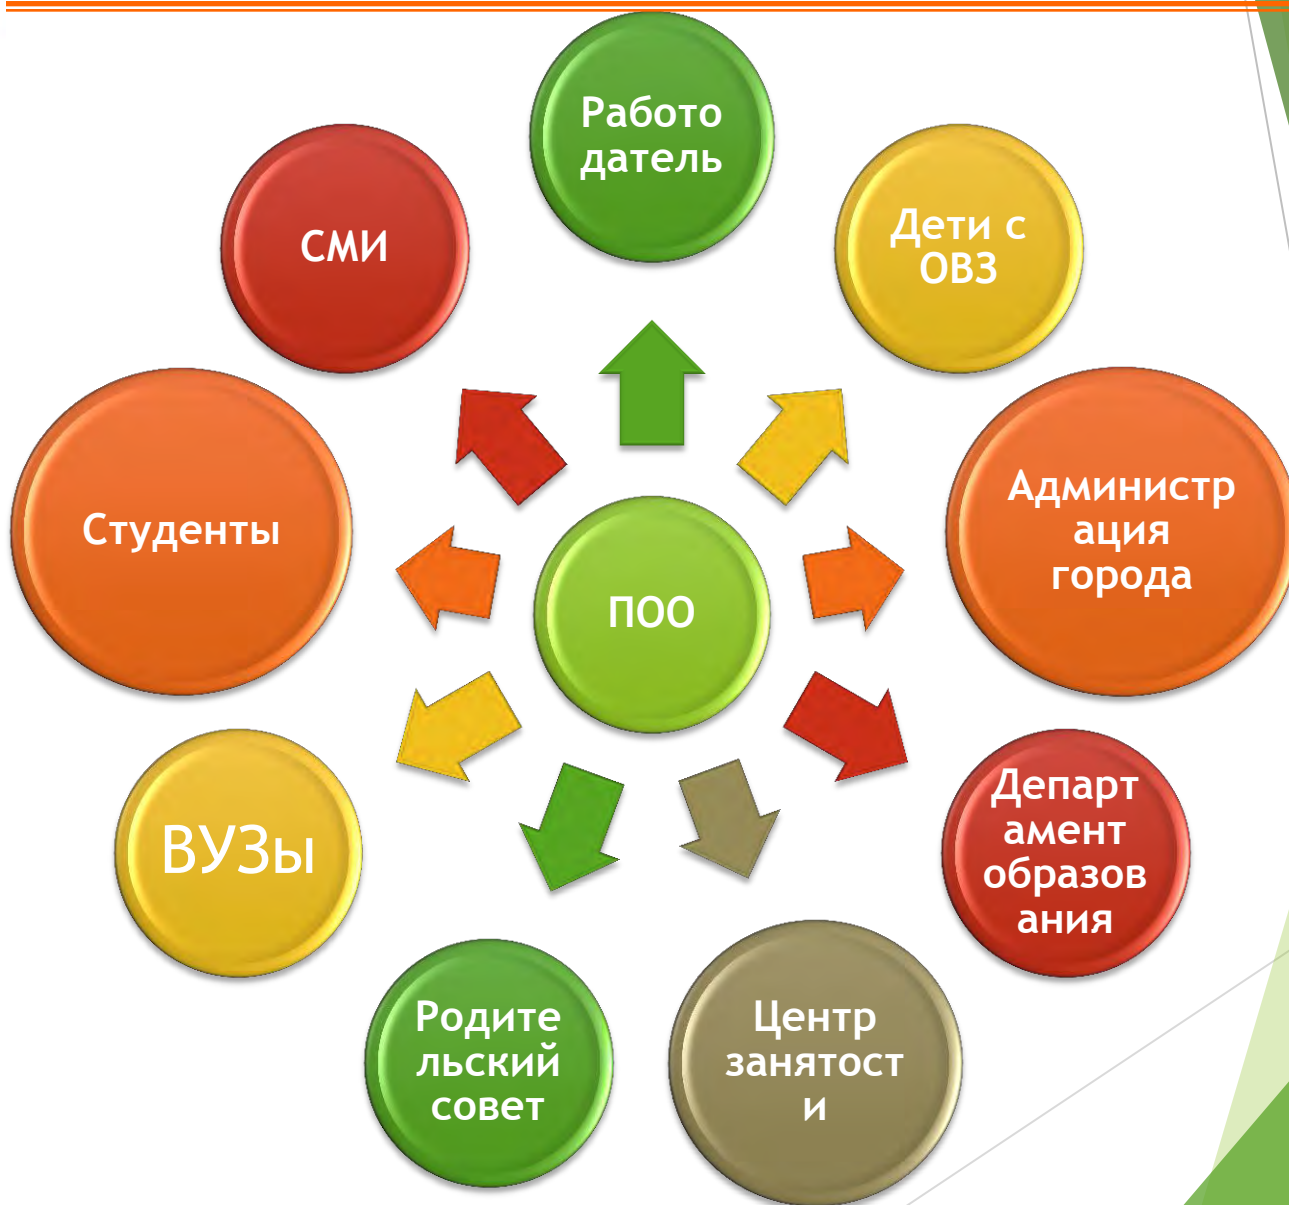 Работо
датель
СМИ
Дети с
ОВЗ
Студенты
Администр
ация
города
ПОО
ВУЗы
Департ
амент
образов
ания
Родите
льский
совет
Центр
занятост
и